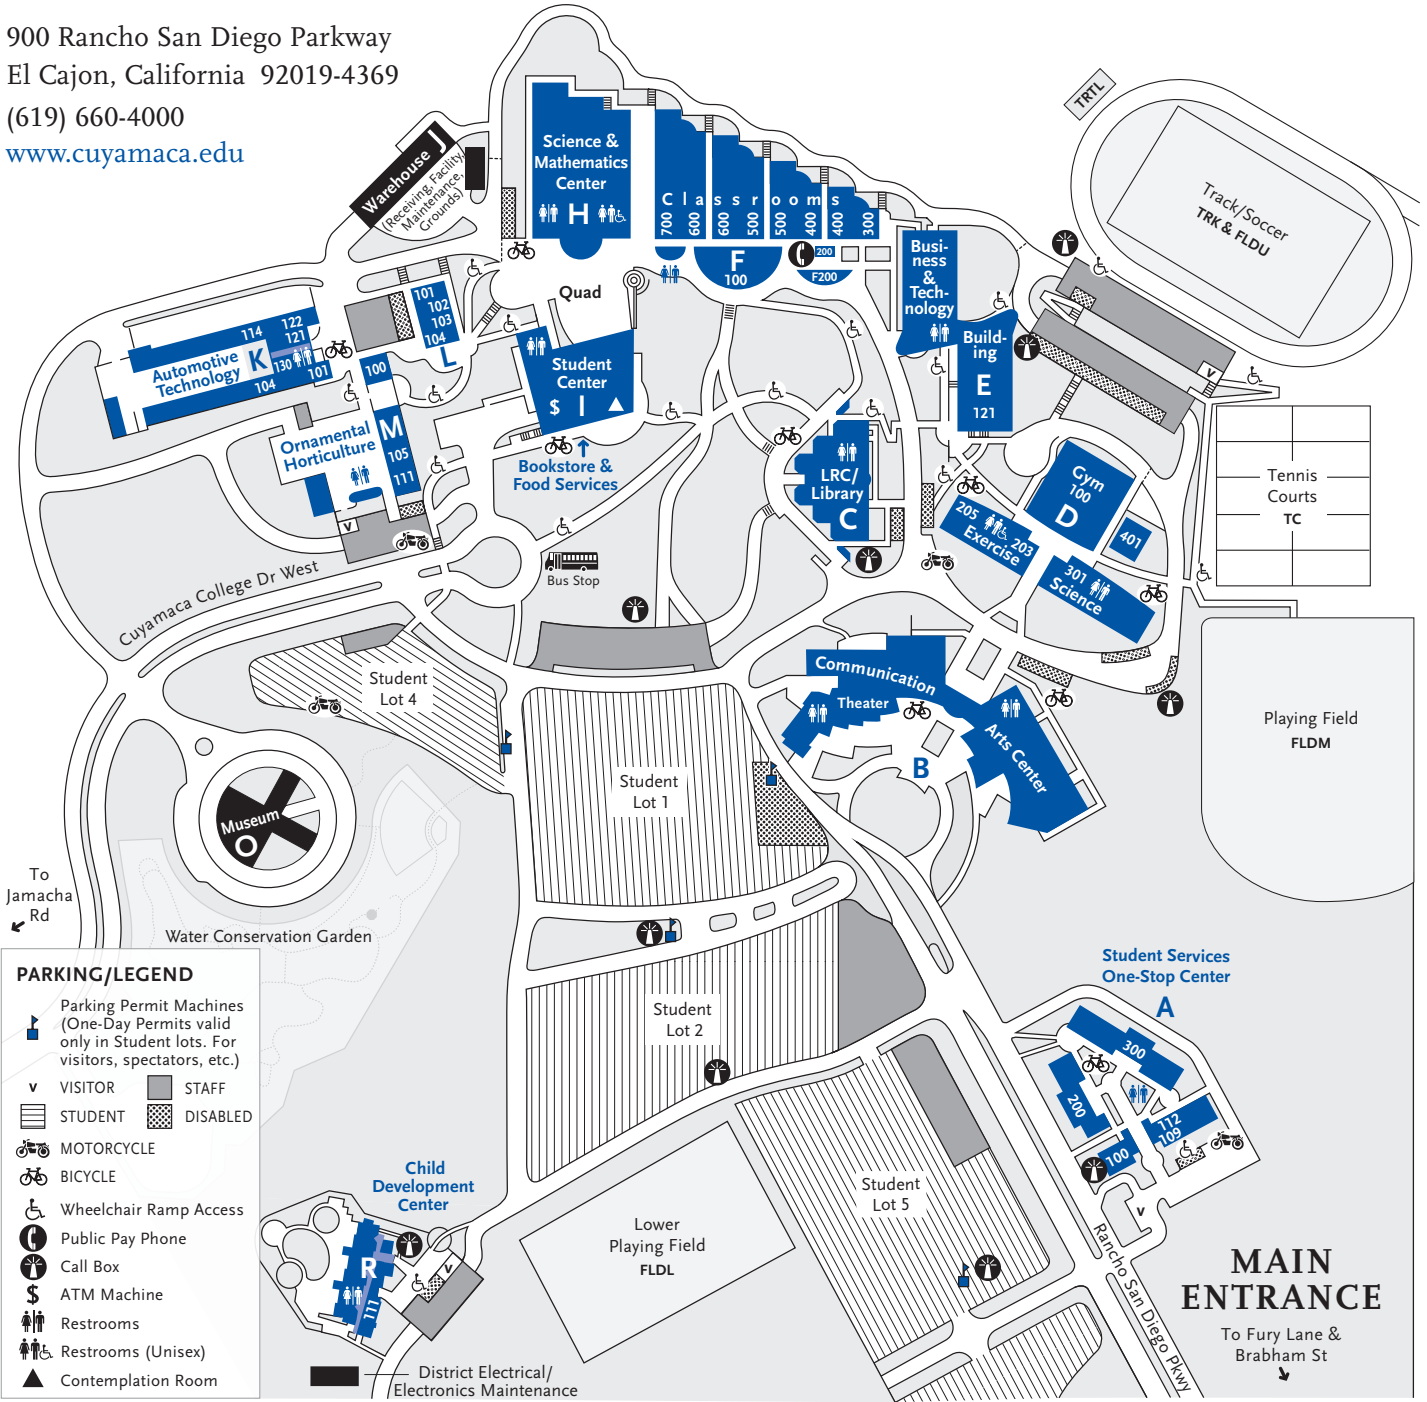 900 Rancho San Diego Parkway
El Cajon, California 92019-4369
(619) 660-4000
www.cuyamaca.edu
TRTL
Warehouse J
(Receiving, Facility,
Maintenance,
Grounds)
Science &
Mathematics
Center
H
Classrooms
700
600
600
500
500
400
400
300
F
100
200
F200
Track/Soccer
TRK & FLDU
Busi-
ness
&
Tech-
nology
Build-
ing
E
121
Quad
101
102
103
104
L
114
122
121
Automotive
Technology
K
130
101
104
100
Student
Center
$ I
M
105
111
Ornamental
Horticulture
V
Bookstore &
Food Services
LRC/
Library
C
Gym
100
D
401
205
203
Exercise
301
Science
V
Tennis
Courts
TC
Bus Stop
Cuyamaca College Dr West
Student
Lot 4
Communication
Theater
B
Arts Center
Playing Field
FLDM
Student
Lot 1
Museum
O
To
Jamacha
Rd
Water Conservation Garden
Student Services
One-Stop Center
A
300
200
112
109
100
V
Student
Lot 2
Student
Lot 5
Child
Development
Center
R
111
V
Lower
Playing Field
FLDL
Rancho San Diego Pkwy
MAIN
ENTRANCE
To Fury Lane &
Brabham St
District Electrical/
Electronics Maintenance
PARKING/LEGEND
Parking Permit Machines
(One-Day Permits valid
only in Student lots. For
visitors, spectators, etc.)
V VISITOR
STAFF
STUDENT
DISABLED
MOTORCYCLE
BICYCLE
Wheelchair Ramp Access
Public Pay Phone
Call Box
$ ATM Machine
Restrooms
Restrooms (Unisex)
Contemplation Room